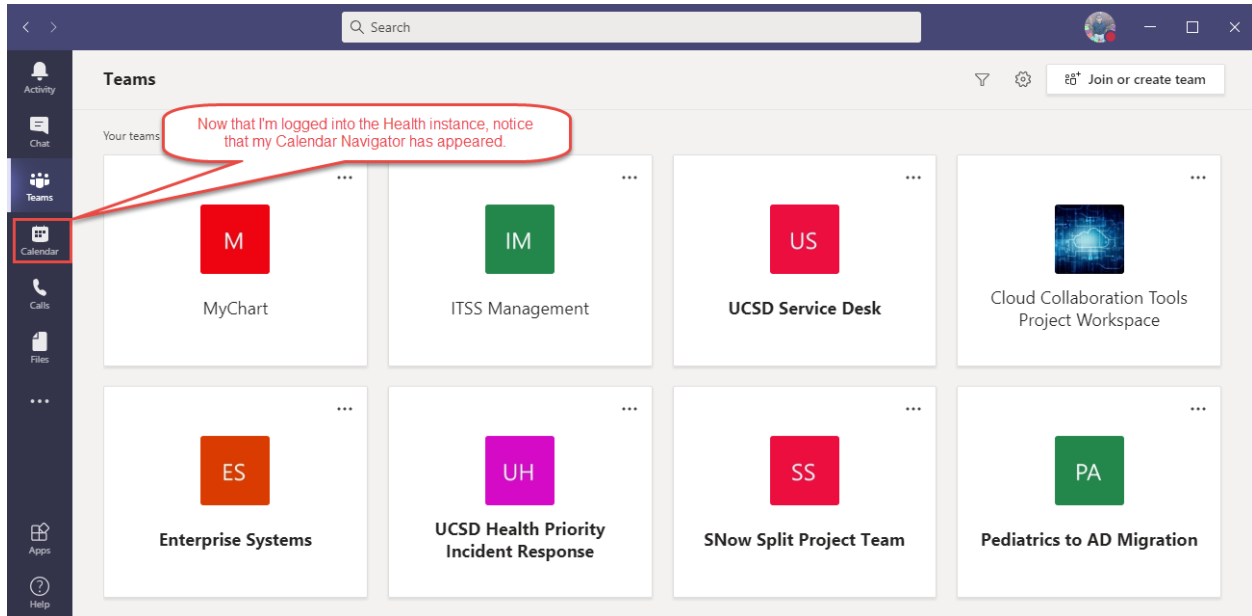 Search
Activity
Chat
Teams
Calendar
Calls
Files
Apps
Help
Teams
Join or create team
Your teams
Now that I'm logged into the Health instance, notice
that my Calendar Navigator has appeared.
M
MyChart
IM
ITSS Management
US
UCSD Service Desk
Cloud Collaboration Tools
Project Workspace
ES
Enterprise Systems
UH
UCSD Health Priority
Incident Response
SS
SNow Split Project Team
PA
Pediatrics to AD Migration